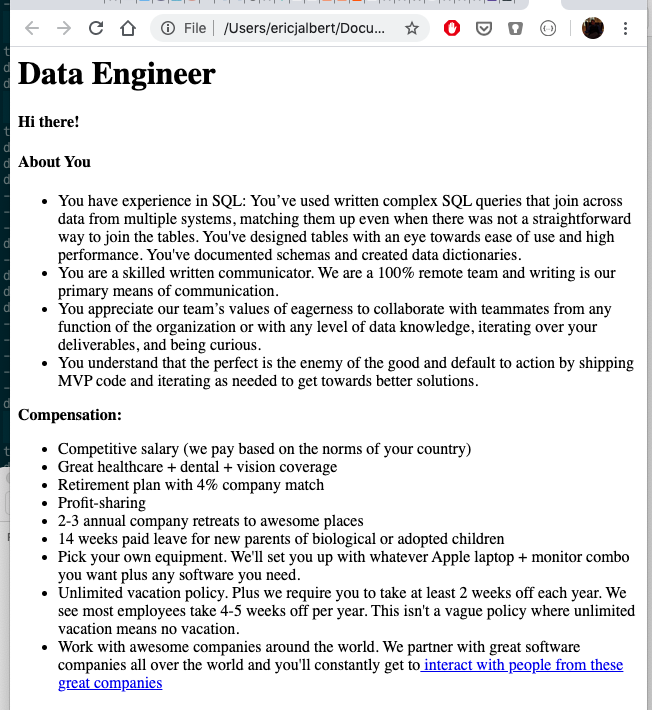 File
/Users/ericjalbert/Docu...
Data Engineer
Hi there!
About You
You have experience in SQL: You’ve used written complex SQL queries that join across
data from multiple systems, matching them up even when there was not a straightforward
way to join the tables. You've designed tables with an eye towards ease of use and high
performance. You've documented schemas and created data dictionaries.
You are a skilled written communicator. We are a 100% remote team and writing is our
primary means of communication.
You appreciate our team’s values of eagerness to collaborate with teammates from any
function of the organization or with any level of data knowledge, iterating over your
deliverables, and being curious.
You understand that the perfect is the enemy of the good and default to action by shipping
MVP code and iterating as needed to get towards better solutions.
Compensation:
Competitive salary (we pay based on the norms of your country)
Great healthcare + dental + vision coverage
Retirement plan with 4% company match
Profit-sharing
2-3 annual company retreats to awesome places
14 weeks paid leave for new parents of biological or adopted children
Pick your own equipment. We'll set you up with whatever Apple laptop + monitor combo
you want plus any software you need.
Unlimited vacation policy. Plus we require you to take at least 2 weeks off each year. We
see most employees take 4-5 weeks off per year. This isn't a vague policy where unlimited
vacation means no vacation.
Work with awesome companies around the world. We partner with great software
companies all over the world and you'll constantly get to interact with people from these
great companies